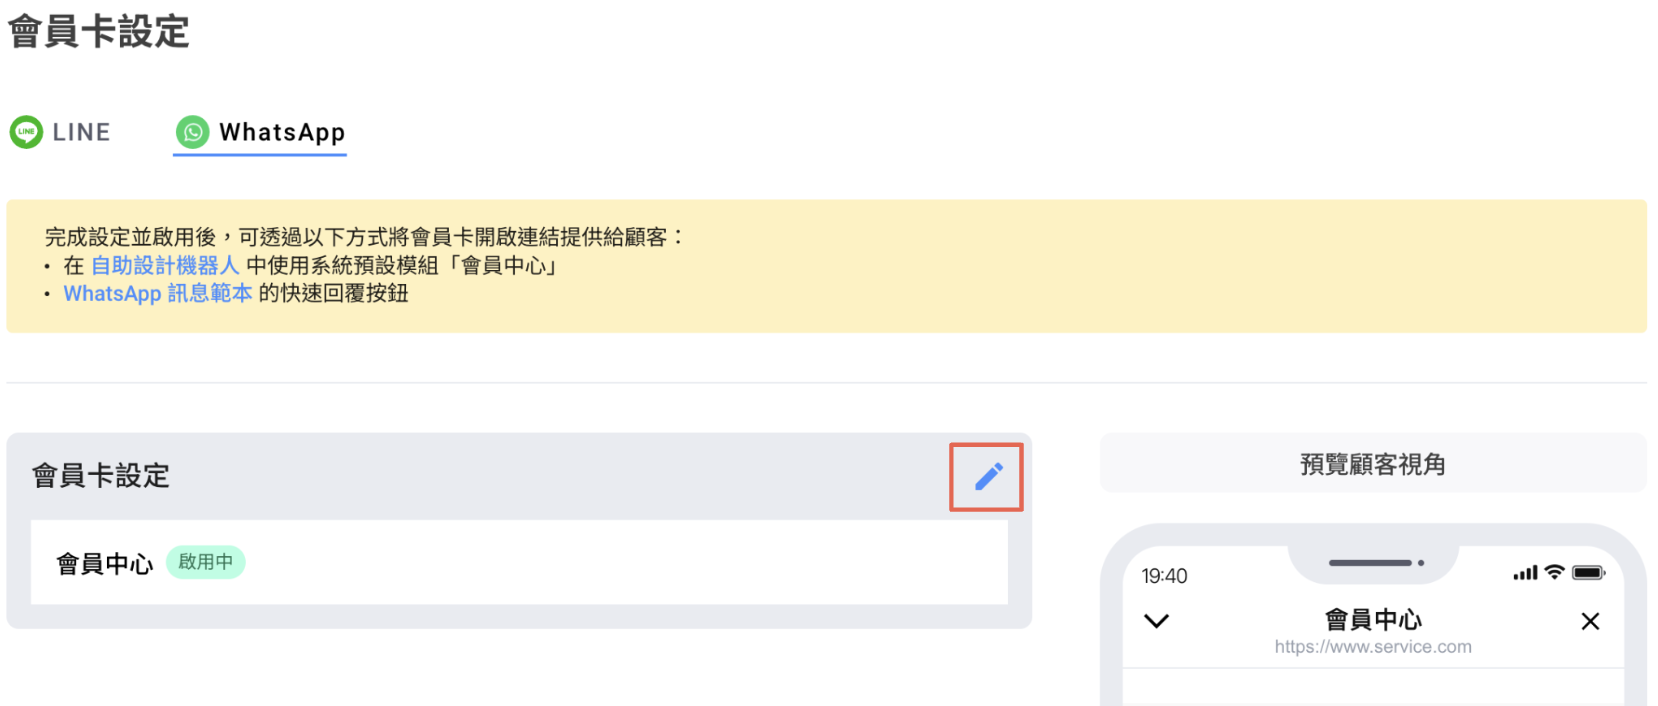 會員卡設定
LINE LINE
WhatsApp
完成設定並啟用後，可透過以下方式將會員卡開啟連結提供給顧客：
• 在 自助設計機器人 中使用系統預設模組「會員中心」
• WhatsApp 訊息範本 的快速回覆按鈕
會員卡設定
會員中心 啟用中
預覽顧客視角
19:40
會員中心
https://www.service.com